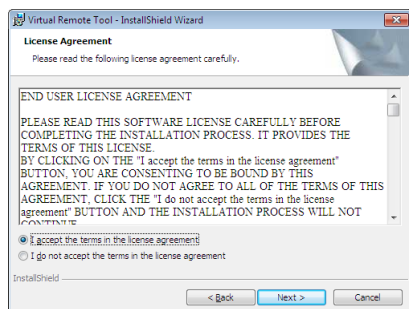 Virtual Remote Tool - InstallShield Wizard
License Agreement
Please read the following license agreement carefully.
END USER LICENSE AGREEMENT
PLEASE READ THIS SOFTWARE LICENSE CAREFULLY BEFORE
COMPLETING THE INSTALLATION PROCESS. IT PROVIDES THE
TERMS OF THIS LICENSE.
BY CLICKING ON THE "I accept the terms in the license agreement"
BUTTON, YOU ARE CONSENTING TO BE BOUND BY THIS
AGREEMENT. IF YOU DO NOT AGREE TO ALL OF THE TERMS OF THIS
AGREEMENT, CLICK THE "I do not accept the terms in the license
agreement" BUTTON AND THE INSTALLATION PROCESS WILL NOT
CONTINUE.
I accept the terms in the license agreement
I do not accept the terms in the license agreement
InstallShield
< Back
Next >
Cancel